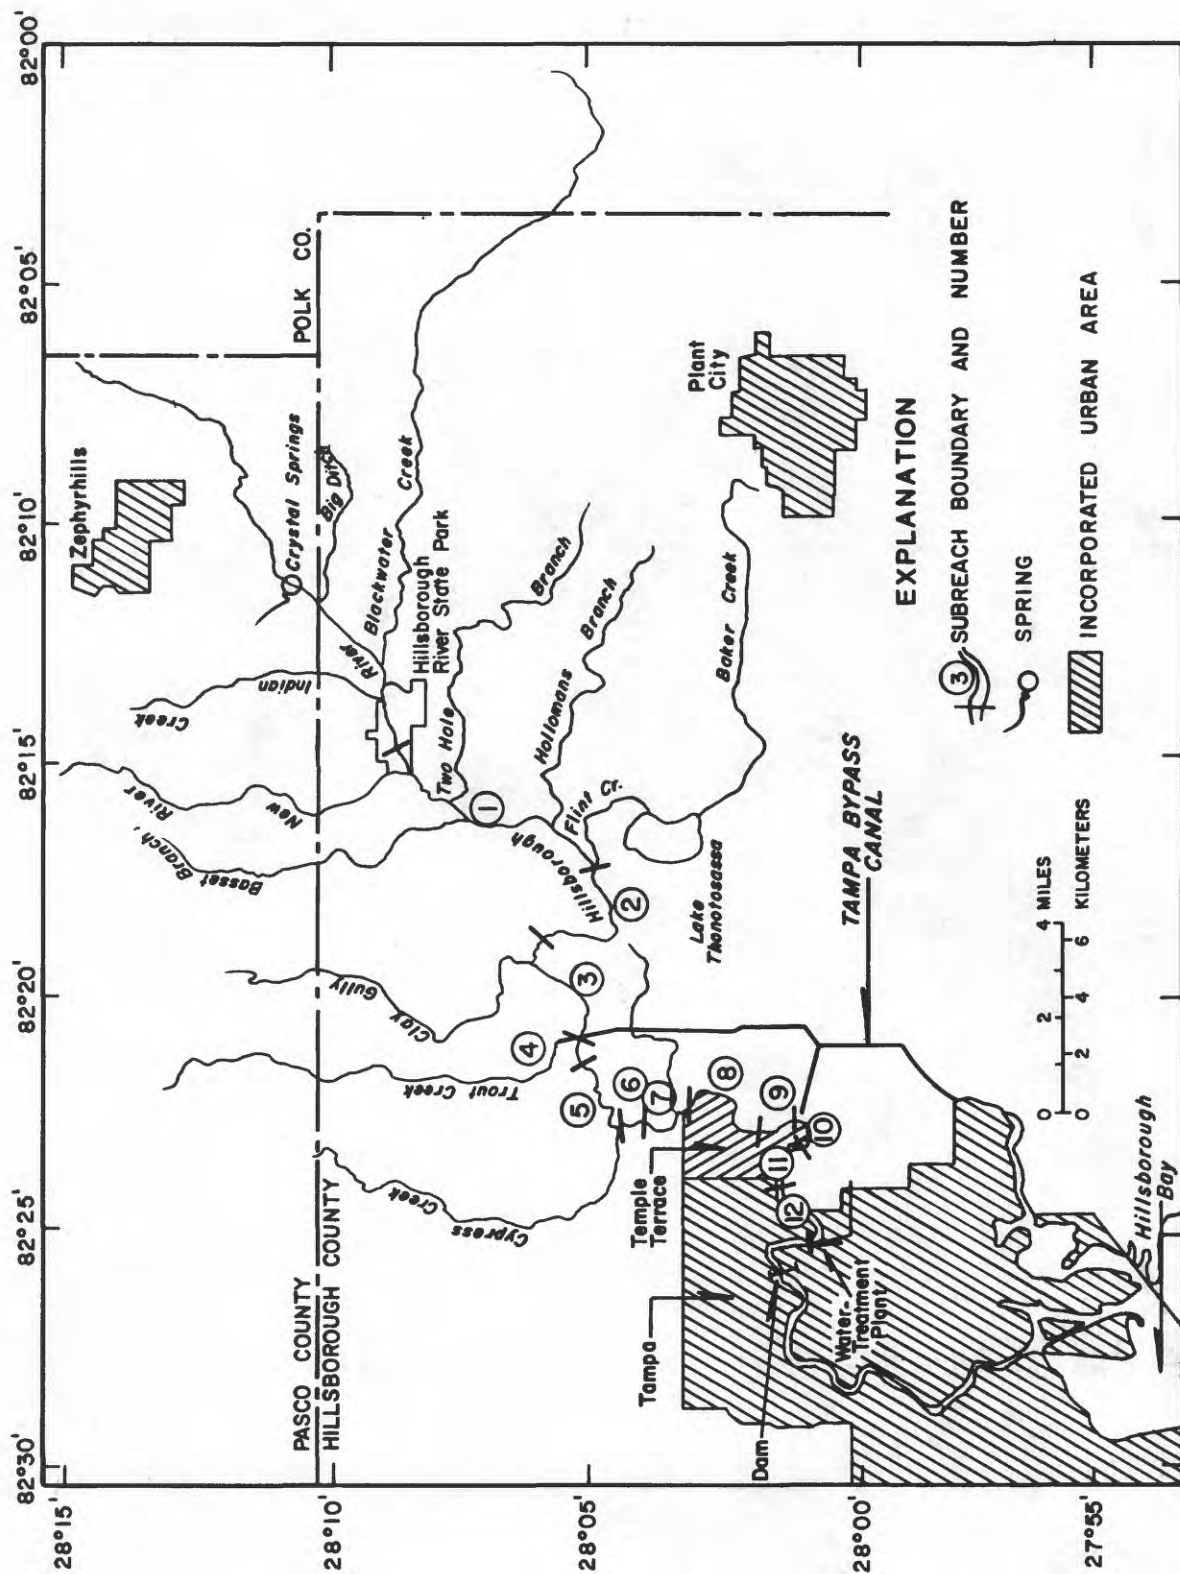 82°30'
82°25'
82°20'
82°15'
82°10'
82°05'
82°00'
28°15'
28°10'
28°05'
28°00'
27°55'
PASCO COUNTY
HILLSBOROUGH COUNTY
POLK CO.
Zephyrhills
Crystal Springs
Big Ditch
Creek
Indian
River
New
Branch
Basset
Gully
Clay
Trout Creek
Creek
Cypress
River
Blackwater
Creek
Hillsborough
River State Park
Two Hole
Branch
Hollomans
Branch
Flint Cr.
Hillsborough
Baker Creek
Lake
Thonotosassa
Plant
City
1
2
3
4
5
6
7
8
9
10
11
12
Temple
Terrace
Tampa
Dam
Water-
Treatment
Plant
TAMPA BYPASS
CANAL
Hillsborough
Bay
0 2 4 MILES
0 2 4 6 KILOMETERS
EXPLANATION
3 SUBREACH BOUNDARY AND NUMBER
SPRING
INCORPORATED URBAN AREA